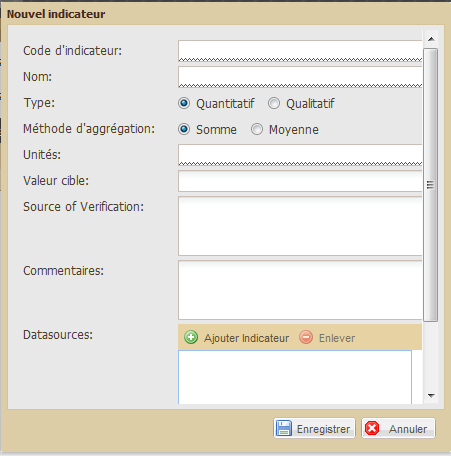 Nouvel indicateur
Code d'indicateur:
Nom:
Type: Quantitatif Qualitatif
Méthode d'aggrégation: Somme Moyenne
Unités:
Valeur cible:
Source of Verification:
Commentaires:
Datasources: Ajouter Indicateur Enlever
Enregistrer Annuler